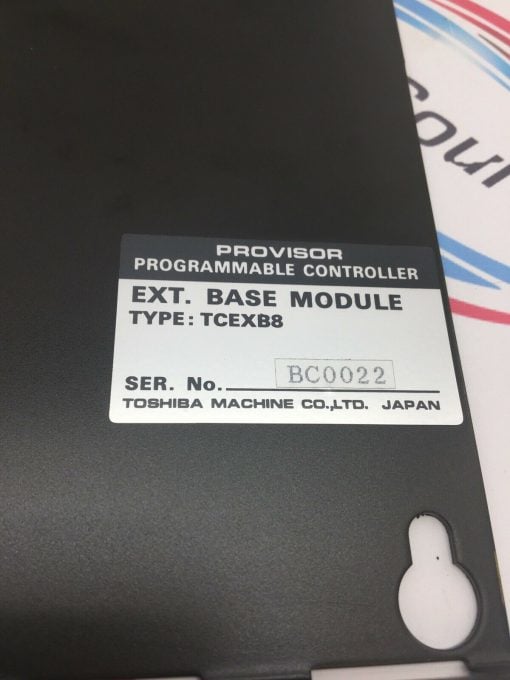 PROVISOR
PROGRAMMABLE CONTROLLER
EXT. BASE MODULE
TYPE: TCEXB8
SER. No. BC0022
TOSHIBA MACHINE CO.,LTD. JAPAN